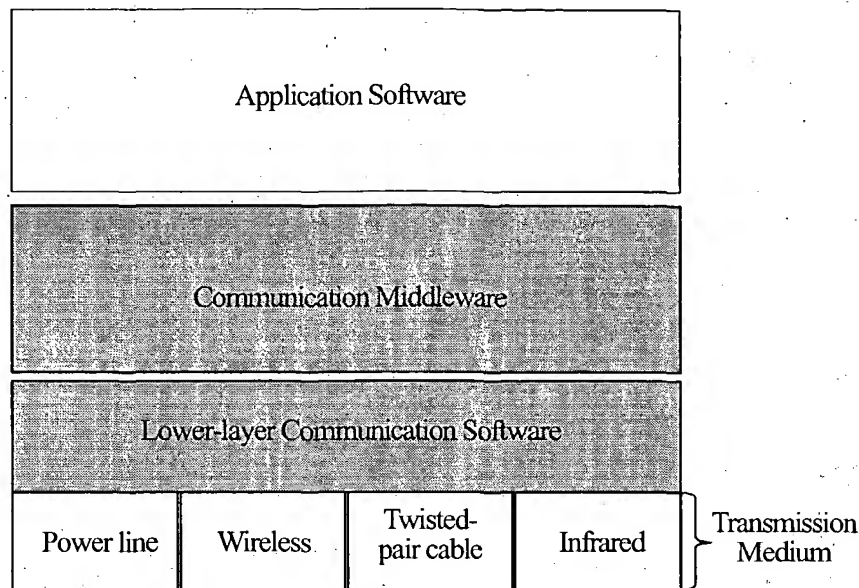 Application Software
Communication Middleware
Lower-layer Communication Software
Power line
Wireless
Twisted-
pair cable
Infrared
Transmission
Medium